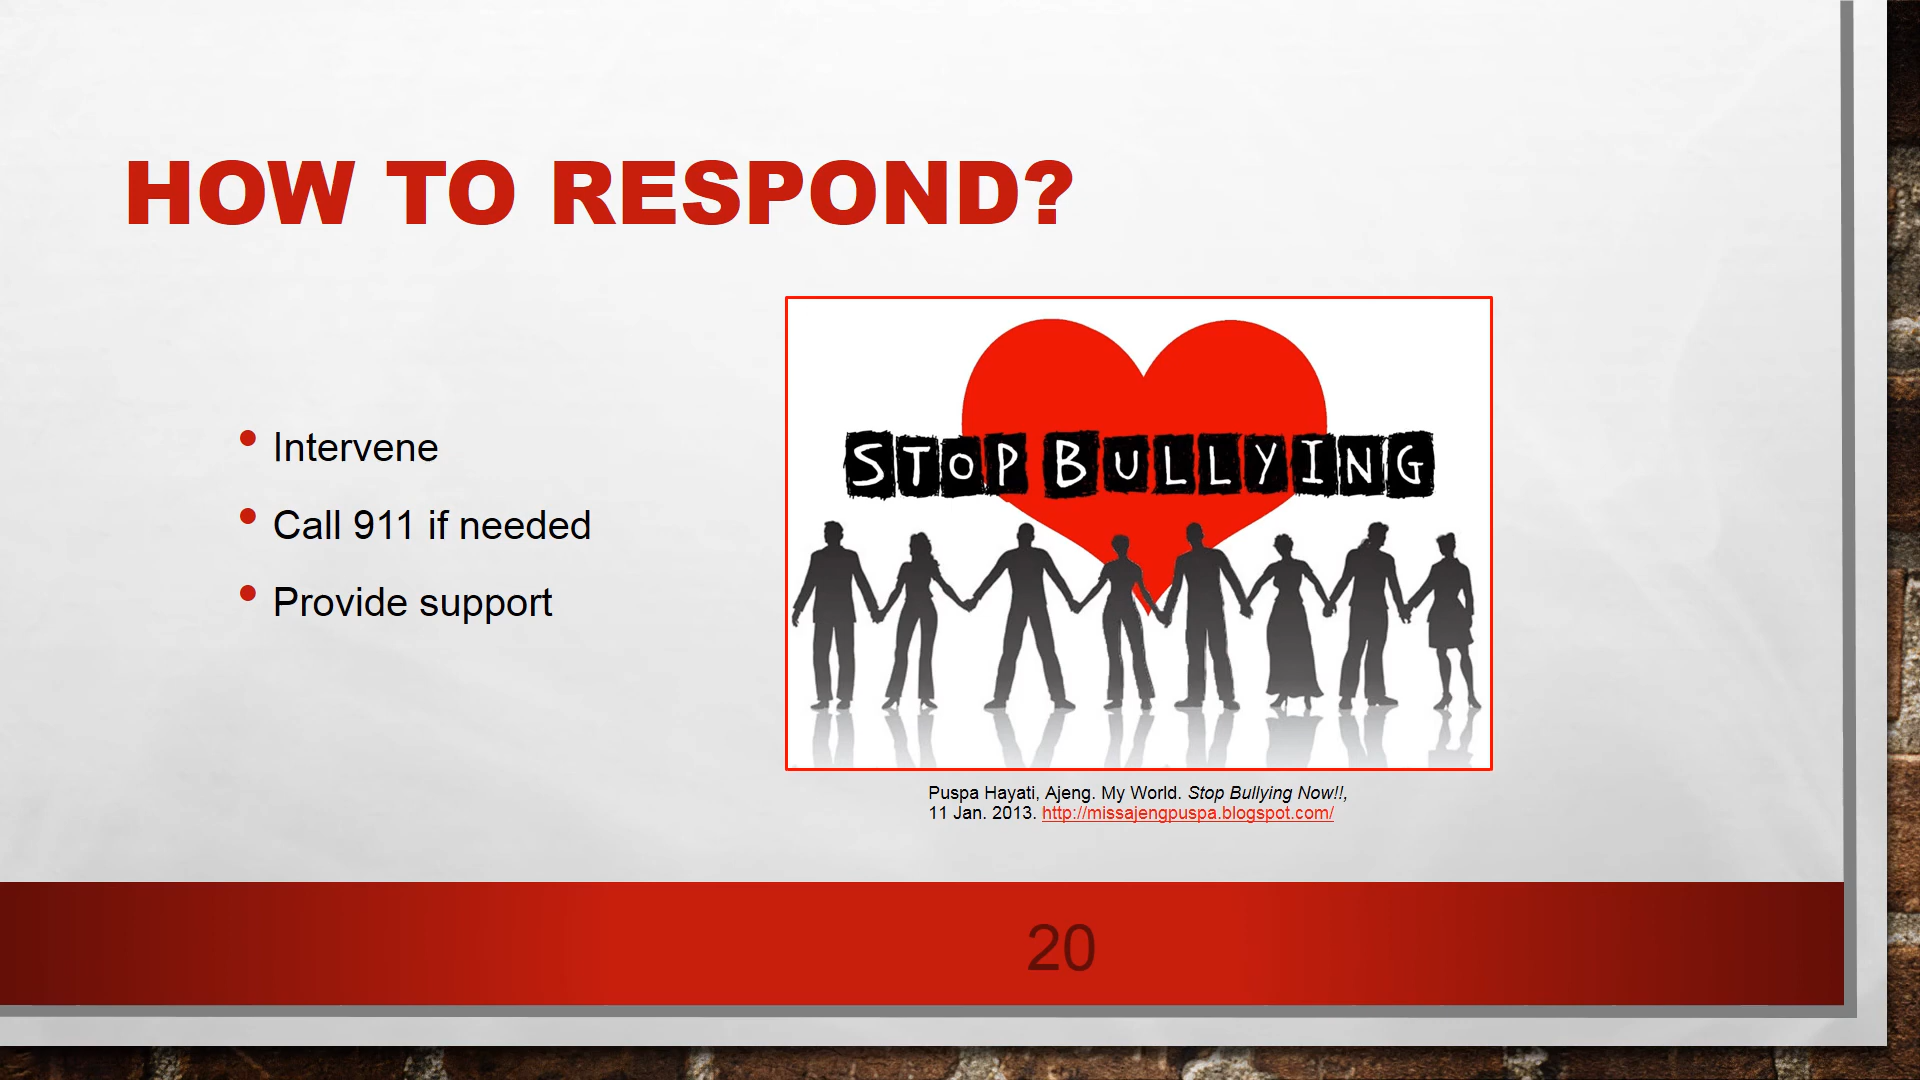 HOW TO RESPOND?
Intervene
Call 911 if needed
Provide support
STOP BULLYING
Puspa Hayati, Ajeng. My World. Stop Bullying Now!!,
11 Jan. 2013. http://missajengpuspa.blogspot.com/
20